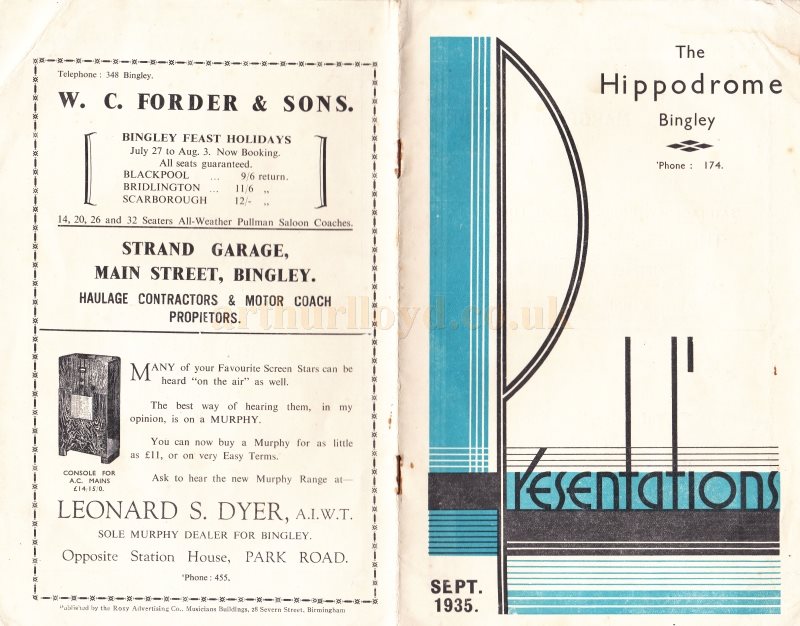 Telephone : 348 Bingley.
W. C. FORDER & SONS.
BINGLEY FEAST HOLIDAYS
July 27 to Aug. 3. Now Booking.
All seats guaranteed.
BLACKPOOL ... 9/6 return.
BRIDLINGTON ... 11/6 „
SCARBOROUGH 12/- „
14, 20, 26 and 32 Seaters All-Weather Pullman Saloon Coaches.
STRAND GARAGE,
MAIN STREET, BINGLEY.
HAULAGE CONTRACTORS & MOTOR COACH
PROPIETORS.
MANY of your Favourite Screen Stars can be
heard "on the air" as well.
The best way of hearing them, in my
opinion, is on a MURPHY.
You can now buy a Murphy for as little
as £11, or on very Easy Terms.
CONSOLE FOR
A.C. MAINS
£14/15/0.
Ask to hear the new Murphy Range at—
LEONARD S. DYER, A.I.W.T.
SOLE MURPHY DEALER FOR BINGLEY.
Opposite Station House, PARK ROAD.
'Phone : 455.
Published by the Roxy Advertising Co., Musicians Buildings, 28 Severn Street, Birmingham
The
Hippodrome
Bingley
'Phone : 174.
Presentations
SEPT.
1935.
arthurlloyd.co.uk